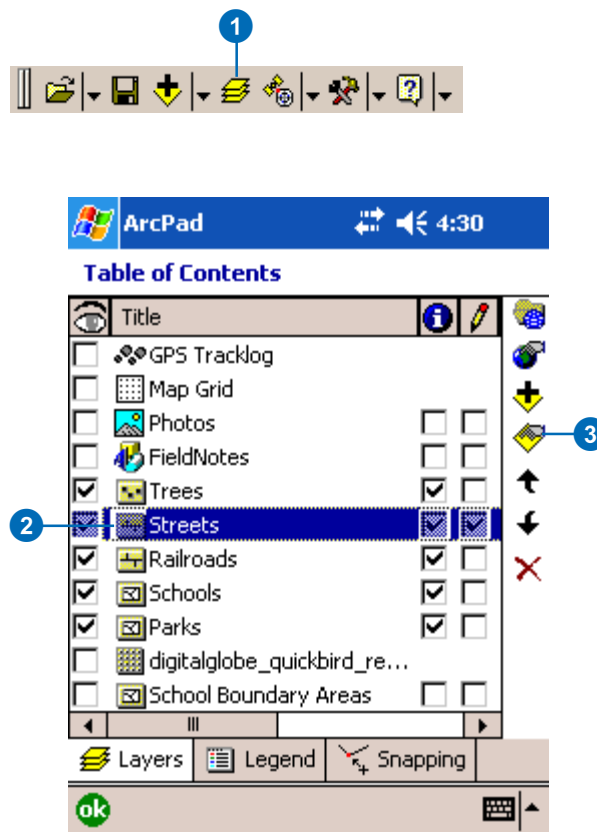 1
ArcPad 4:30
Table of Contents
Title
GPS Tracklog
Map Grid
Photos
FieldNotes
3
Trees
2
Streets
Railroads
Schools
Parks
digitalglobe_quickbird_re...
School Boundary Areas
Layers Legend Snapping
ok